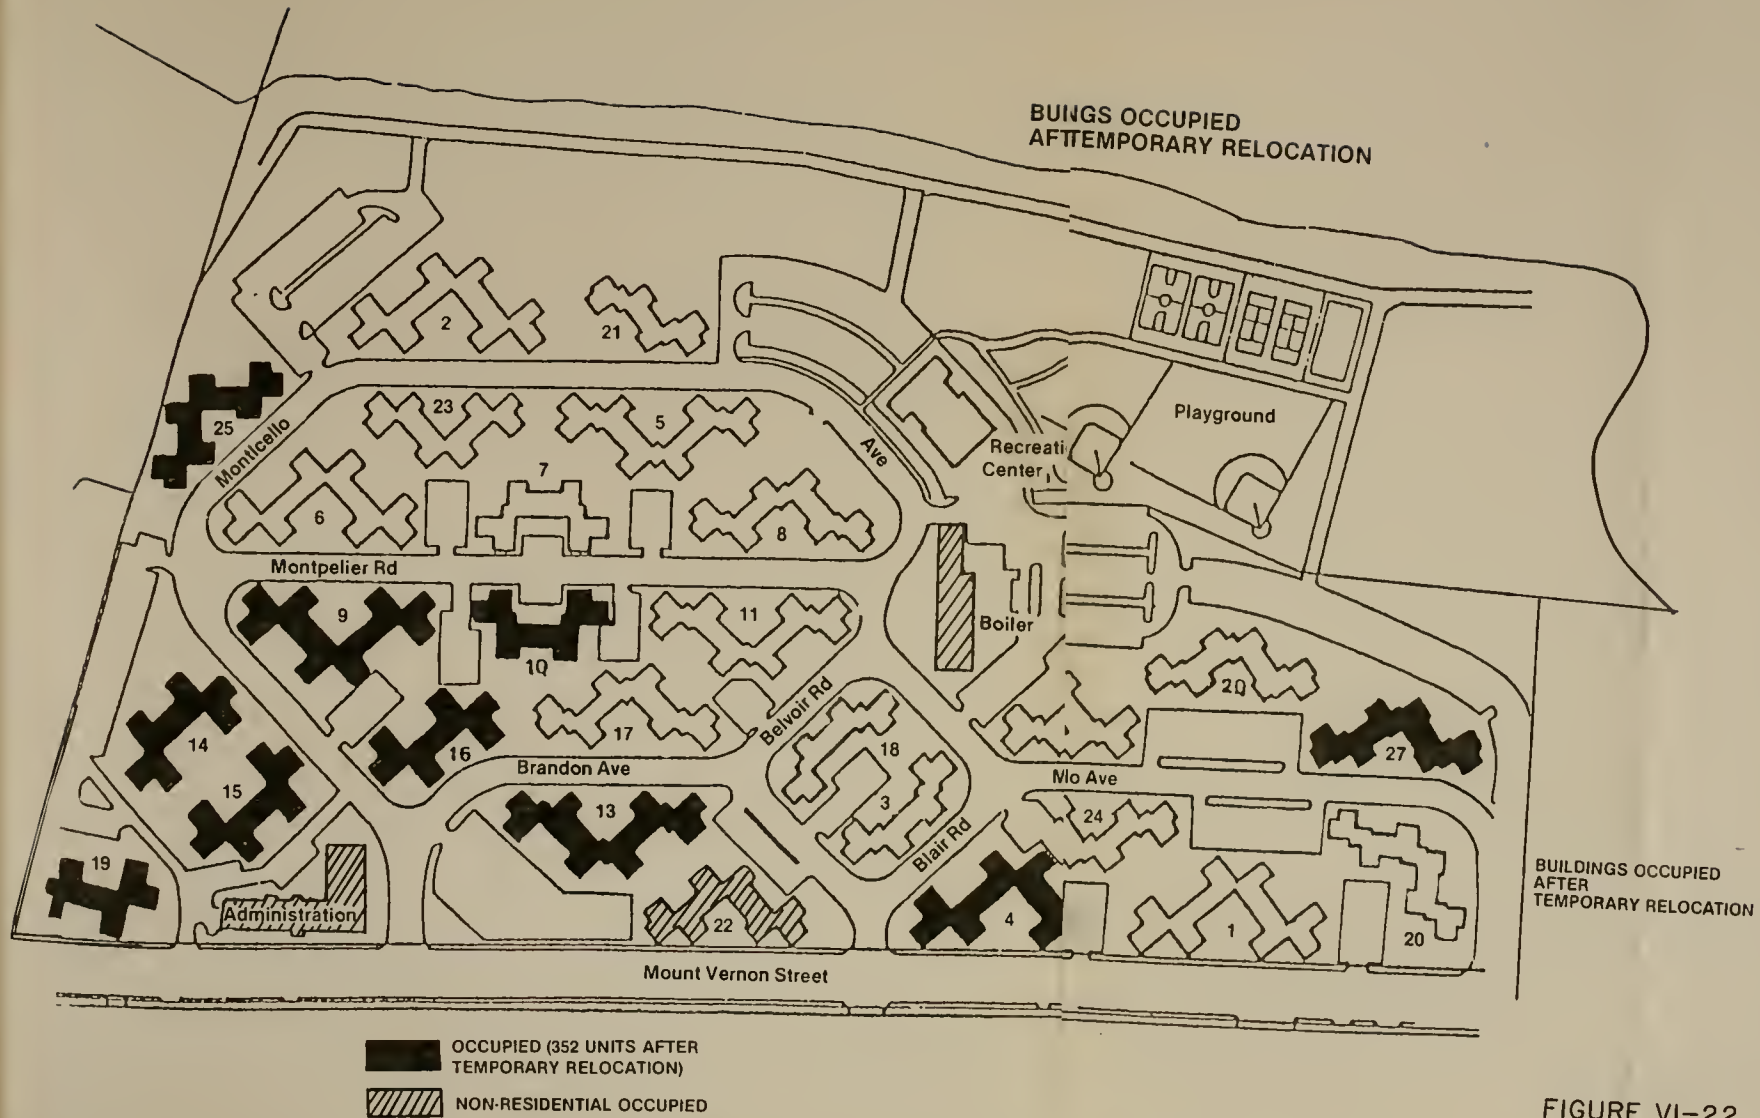 BUINGS OCCUPIED
AFTTEMPORARY RELOCATION
2
21
25
Monticello
23
5
Ave
Playground
Recreati
Center
7
6
8
Montpelier Rd
9
10
11
Boiler
20
14
15
16
17
Belvoir Rd
18
27
Brandon Ave
Mo Ave
13
3
24
Blair Rd
19
Administration
22
4
1
20
BUILDINGS OCCUPIED
AFTER
TEMPORARY RELOCATION
Mount Vernon Street
OCCUPIED (352 UNITS AFTER
TEMPORARY RELOCATION)
NON-RESIDENTIAL OCCUPIED
FIGURE VI-22